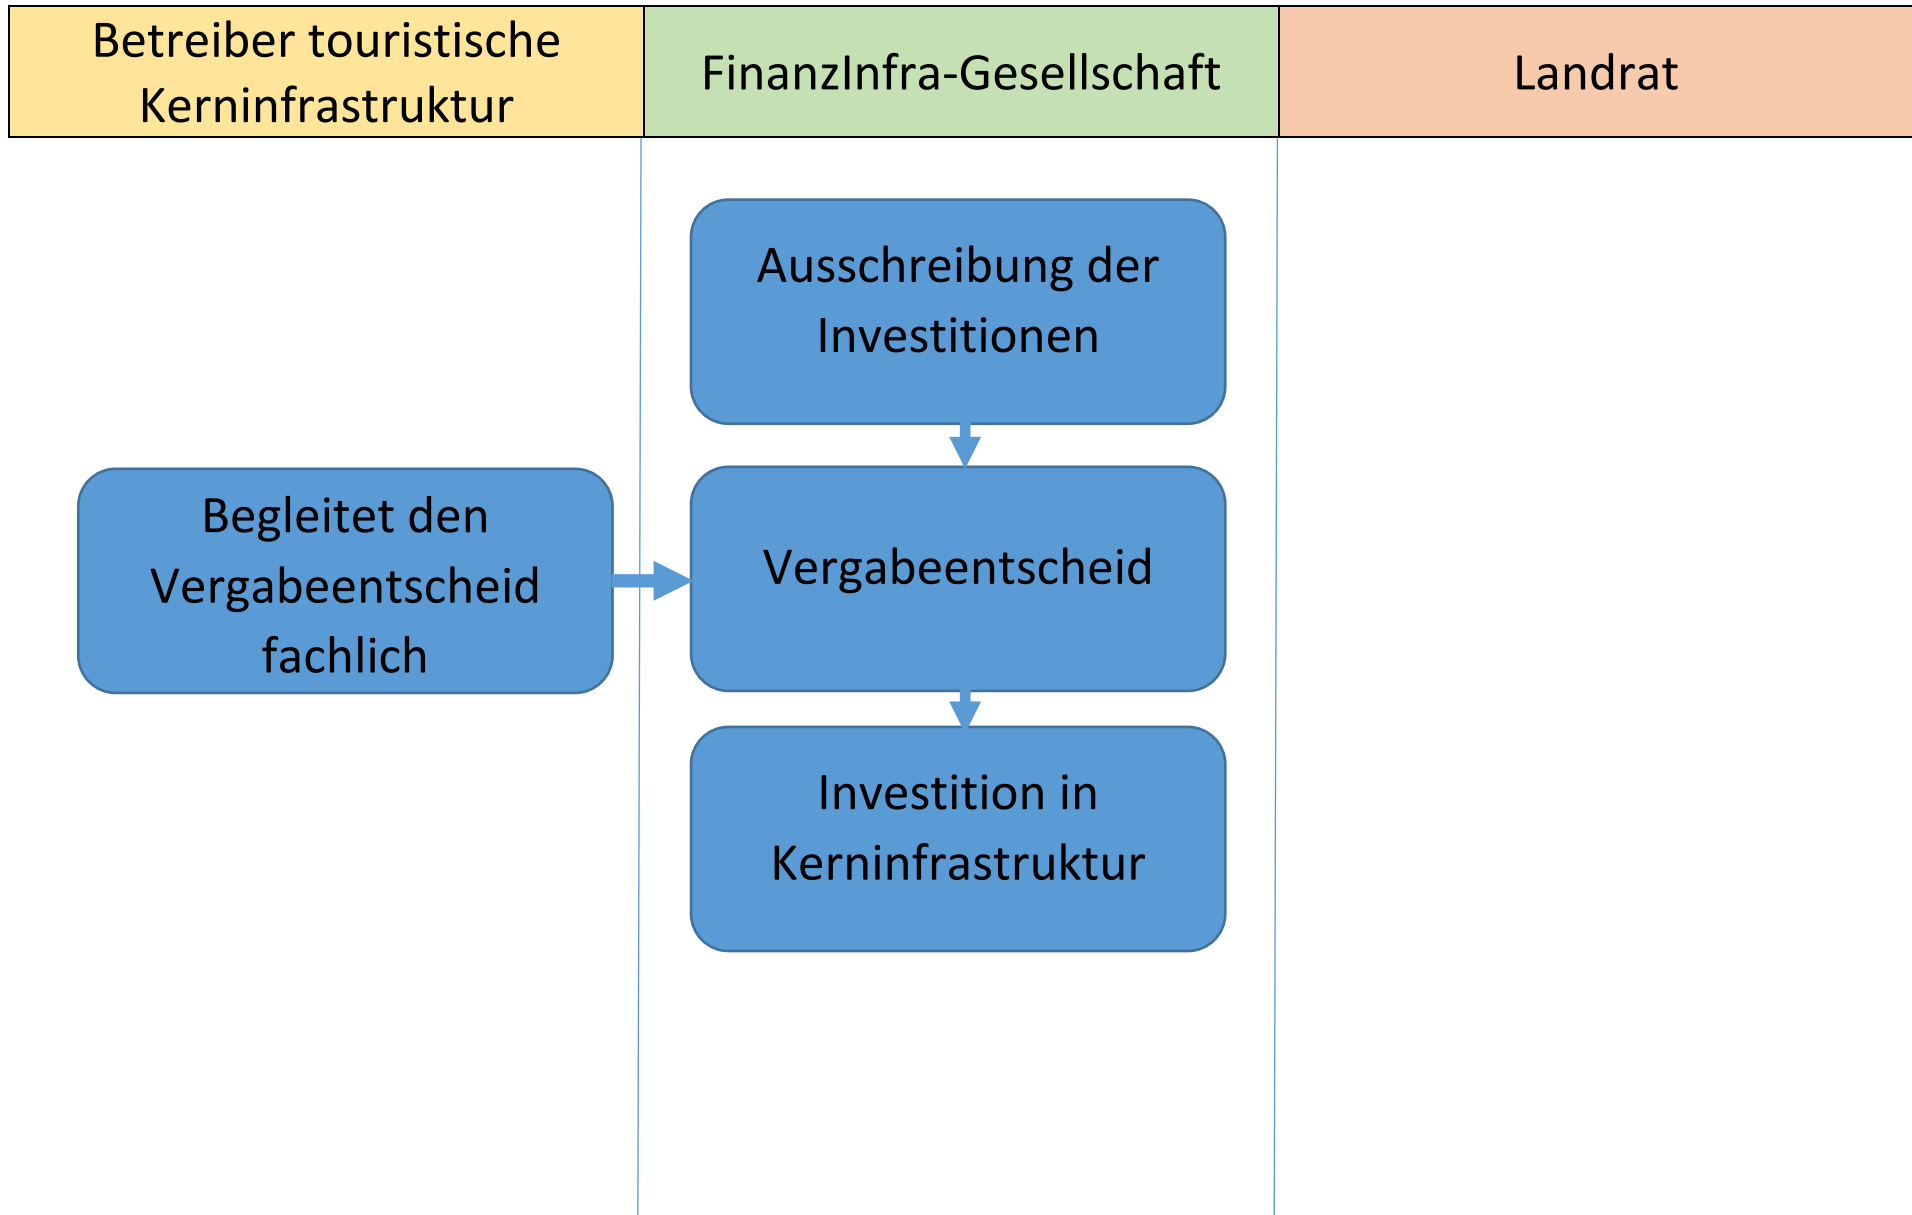 Betreiber touristische
Kerninfrastruktur
FinanzInfra-Gesellschaft
Landrat
Ausschreibung der
Investitionen
Begleitet den
Vergabeentscheid
fachlich
Vergabeentscheid
Investition in
Kerninfrastruktur